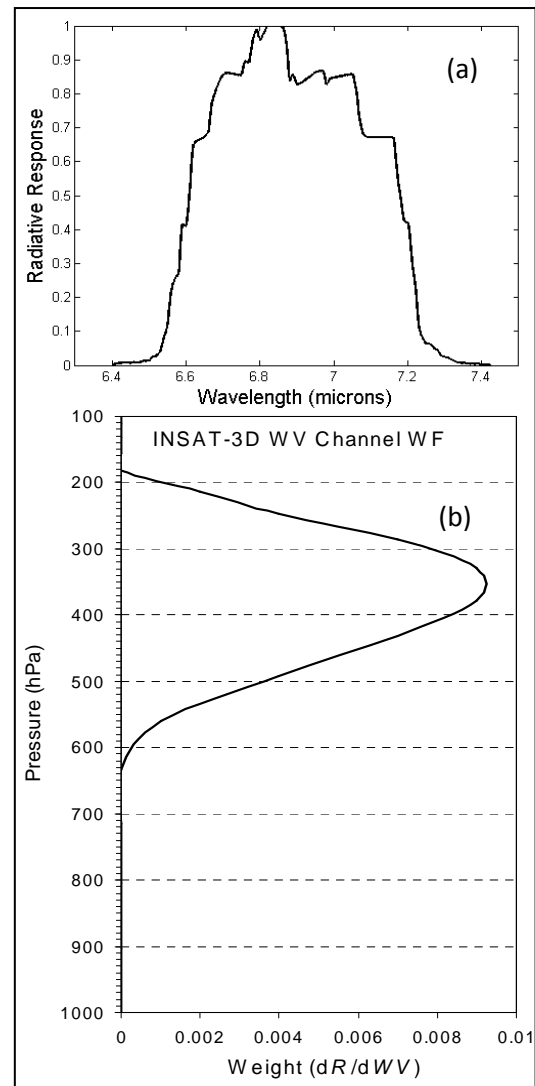 (a)
Radiative Response
1
0.9
0.8
0.7
0.6
0.5
0.4
0.3
0.2
0.1
0
6.4 6.6 6.8 7 7.2 7.4
Wavelength (microns)
INSAT-3D WV Channel WF
(b)
Pressure (hPa)
100
200
300
400
500
600
700
800
900
1000
0 0.002 0.004 0.006 0.008 0.01
Weight (dR/dWV)